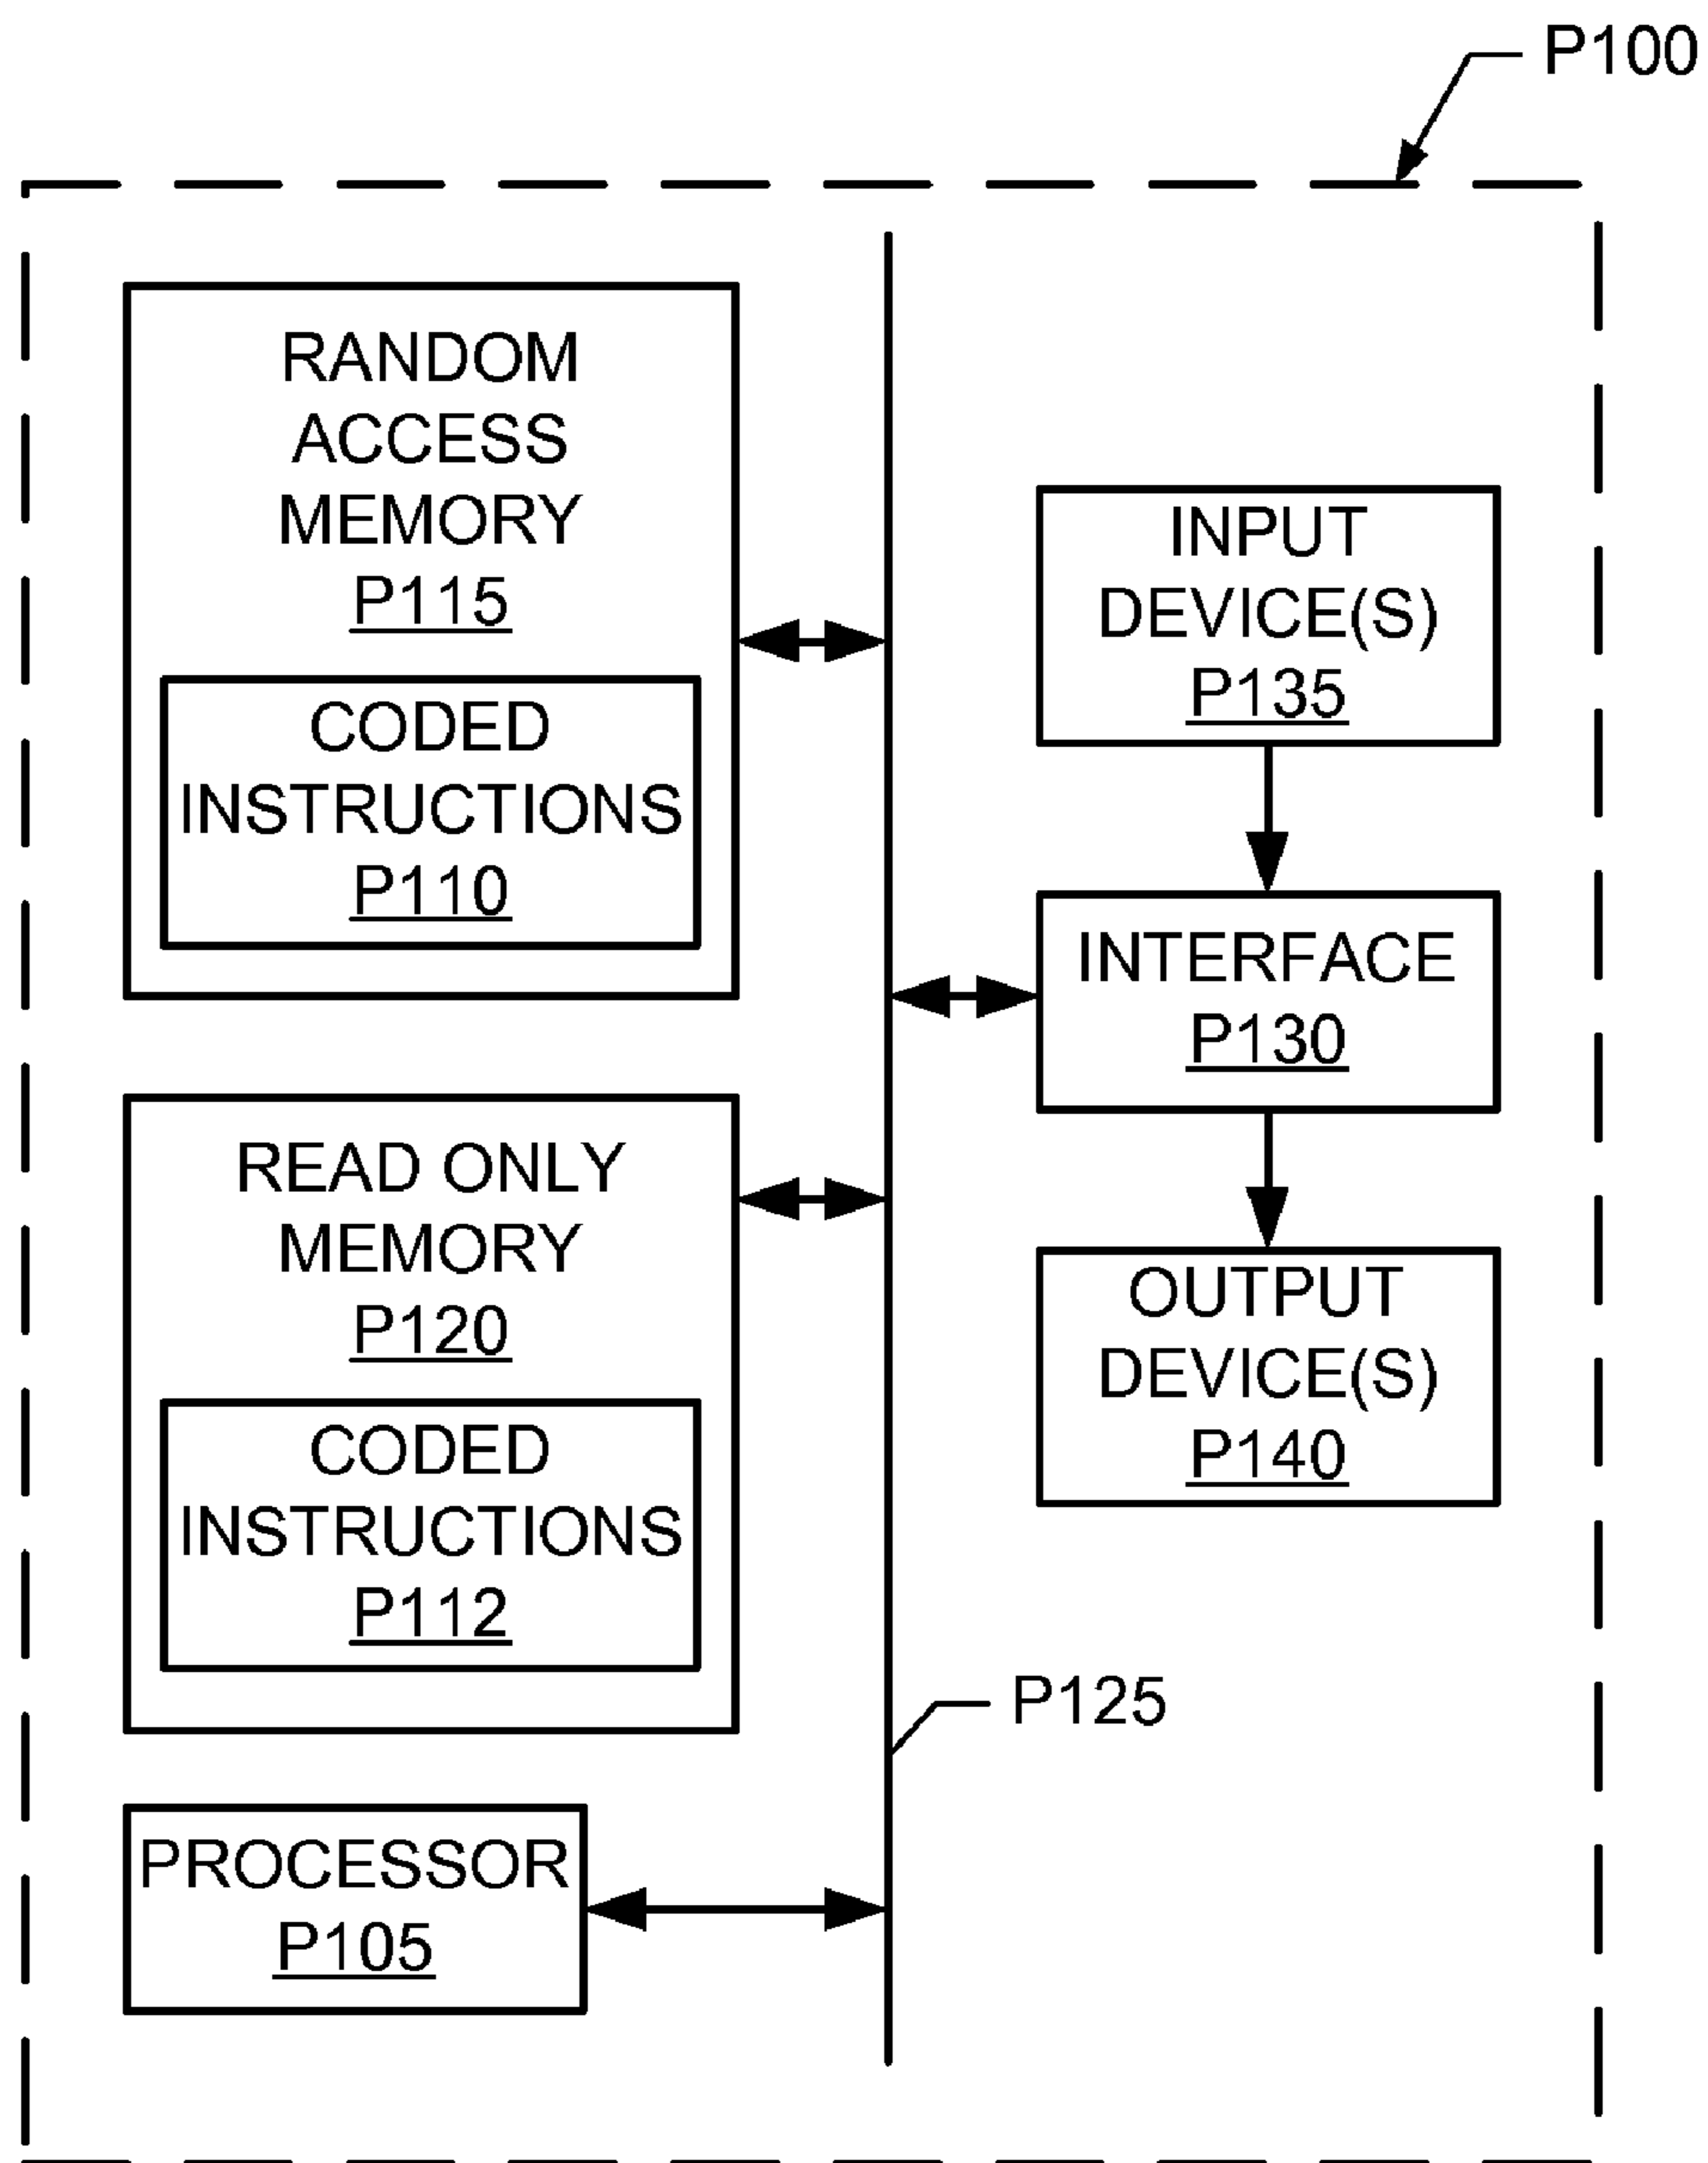 P100
RANDOM
ACCESS
MEMORY
P115
CODED
INSTRUCTIONS
P110
READ ONLY
MEMORY
P120
CODED
INSTRUCTIONS
P112
PROCESSOR
P105
INPUT
DEVICE(S)
P135
INTERFACE
P130
OUTPUT
DEVICE(S)
P140
P125